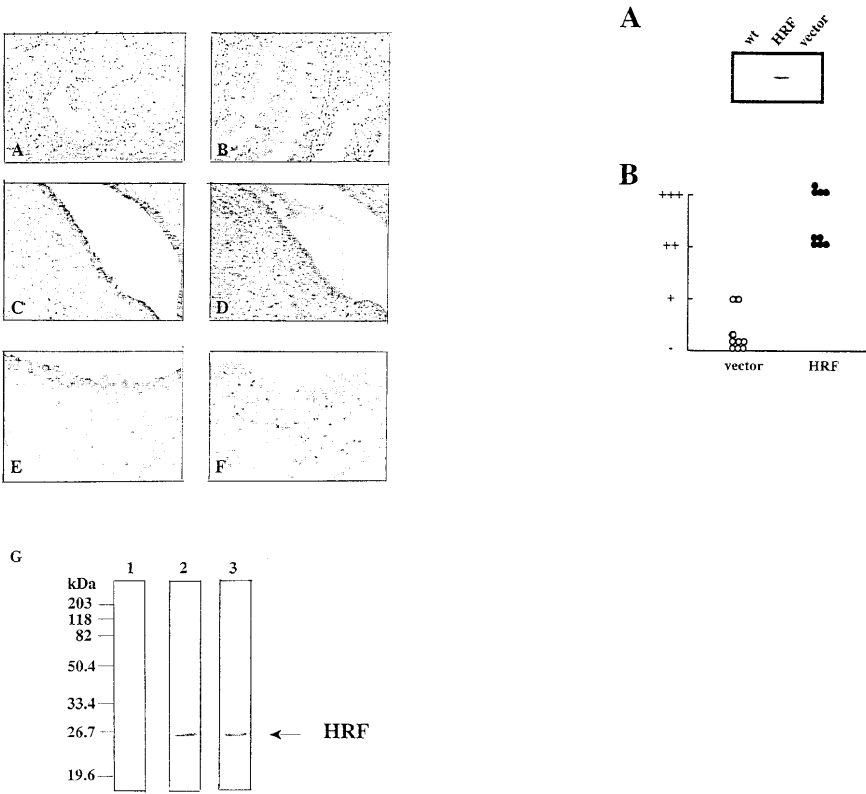 A
B
C
D
E
F
G
1 2 3
kDa
203
118
82
50.4
33.4
26.7
19.6
HRF
A
wt HRF vector
B
+++
++
+
-
vector HRF